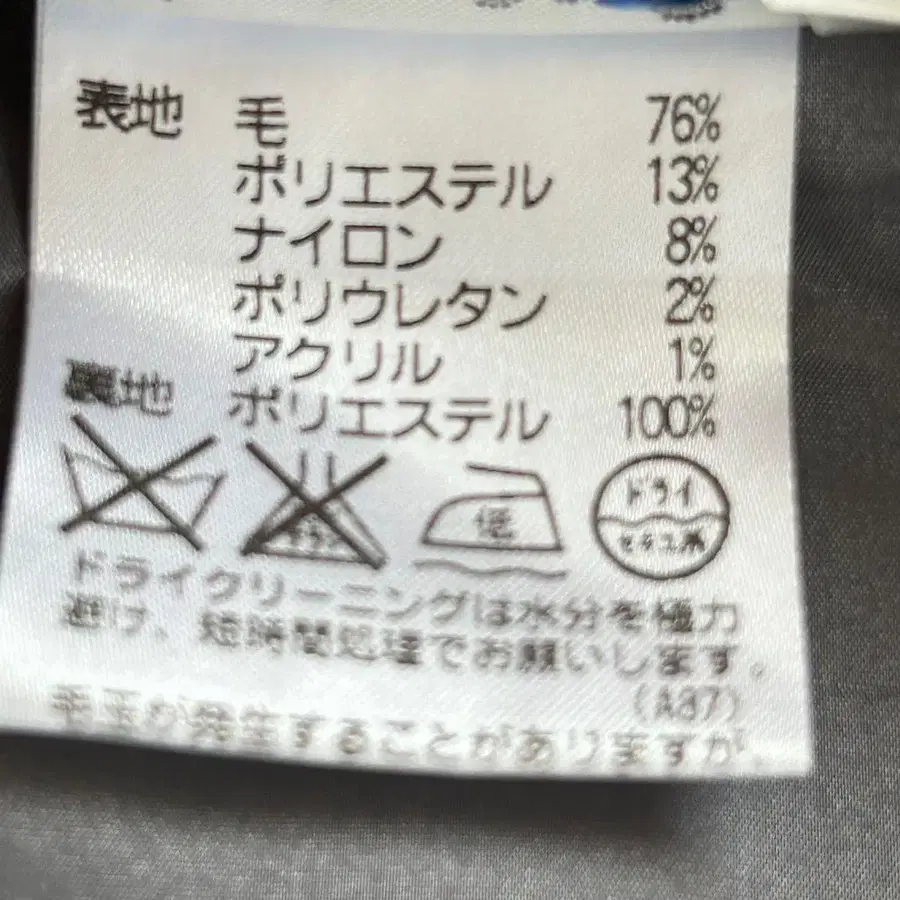 表地 毛 76%
ポリエステル 13%
ナイロン 8%
ポリウレタン 2%
アクリル 1%
裏地 ポリエステル 100%
低 ドライ
セキユ系
ドライクリーニングは水分を極力
避け、短時間処理でお願いします。
(A37)
毛玉が発生することがありますが、